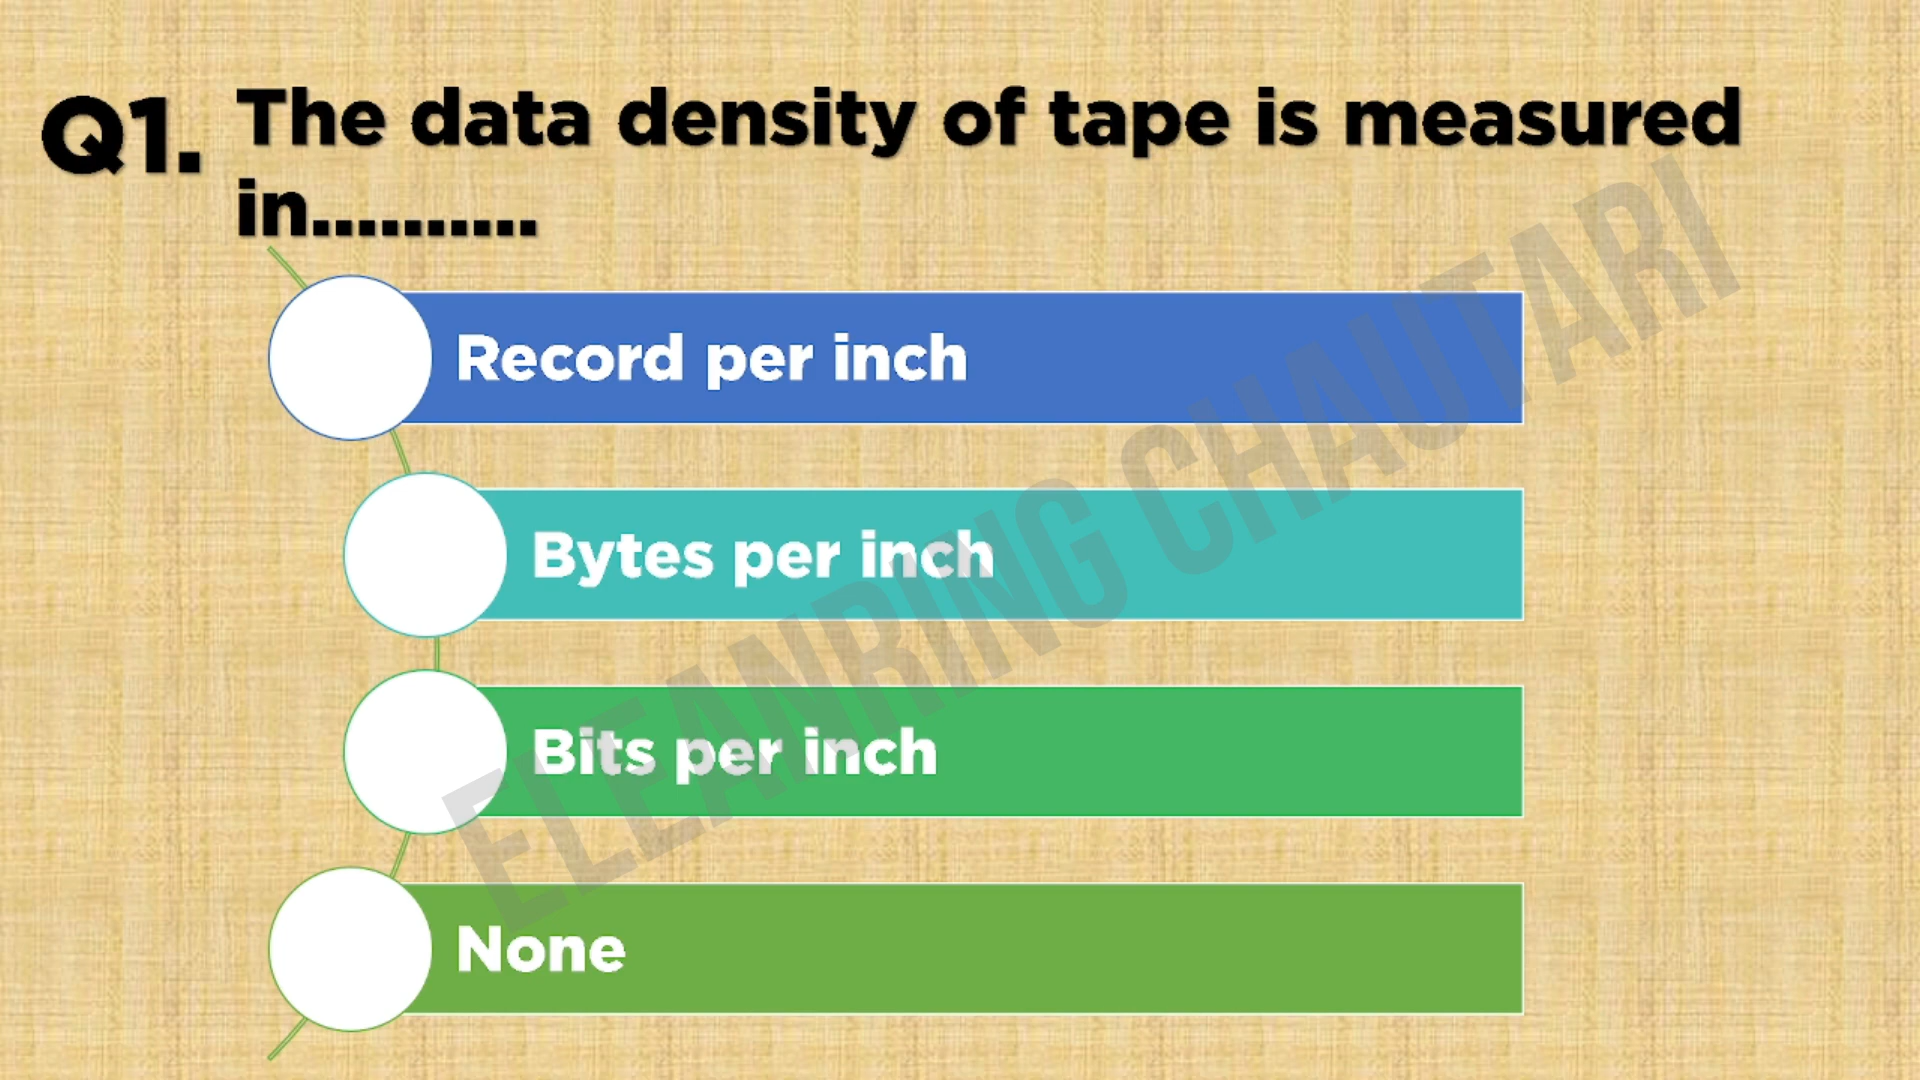 Q1. The data density of tape is measured
in..........
Record per inch
Bytes per inch
Bits per inch
None
ELEANRING CHAUTARI